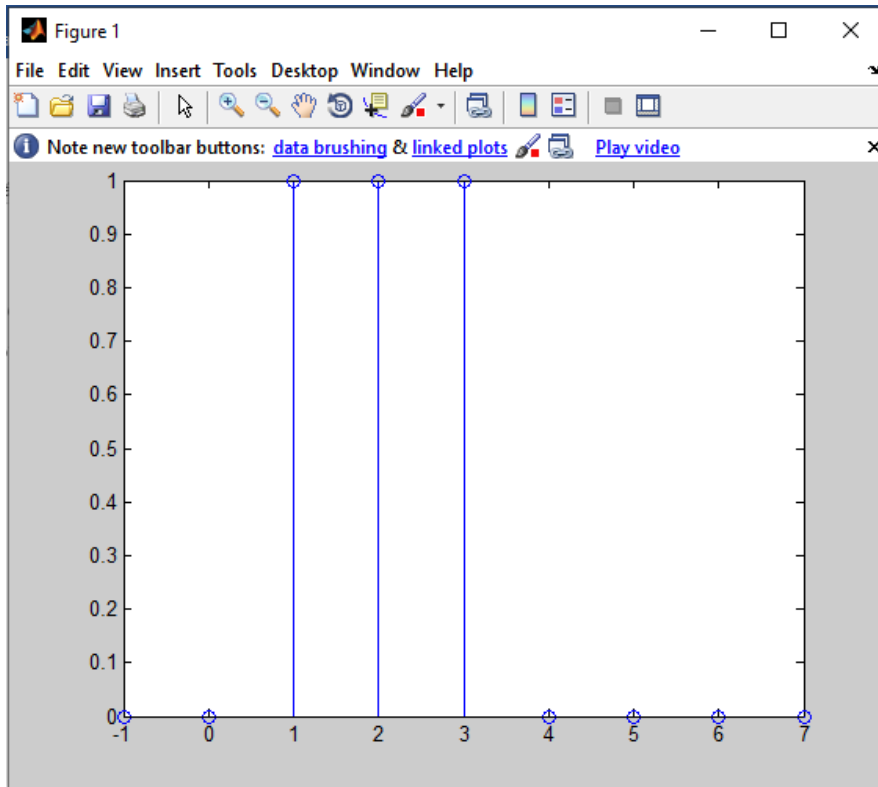 Figure 1
File Edit View Insert Tools Desktop Window Help
Note new toolbar buttons: data brushing & linked plots Play video
1
0.9
0.8
0.7
0.6
0.5
0.4
0.3
0.2
0.1
0
-1 0 1 2 3 4 5 6 7